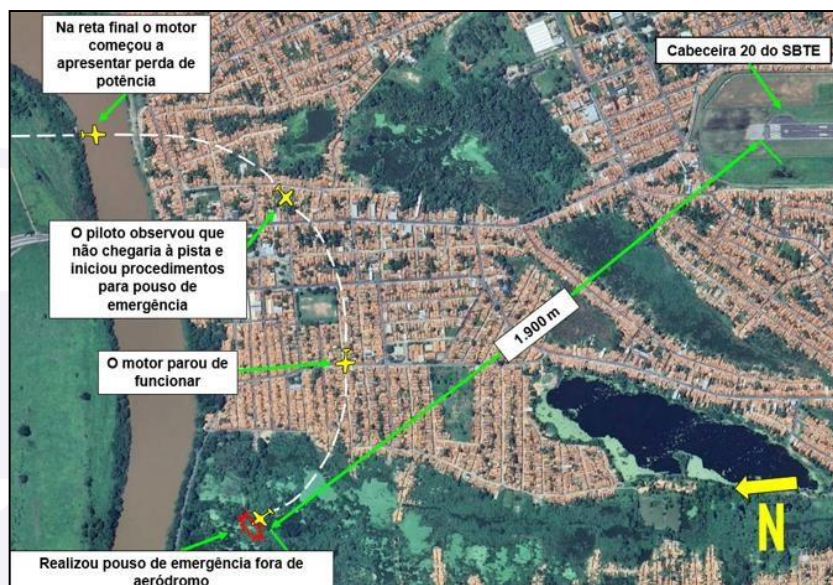 Na reta final o motor
começou a
apresentar perda de
potência
Cabeceira 20 do SBTE
O piloto observou que
não chegaria à pista e
iniciou procedimentos
para pouso de
emergência
1.900 m
O motor parou de
funcionar
N
Realizou pouso de emergência fora de
aeródromo